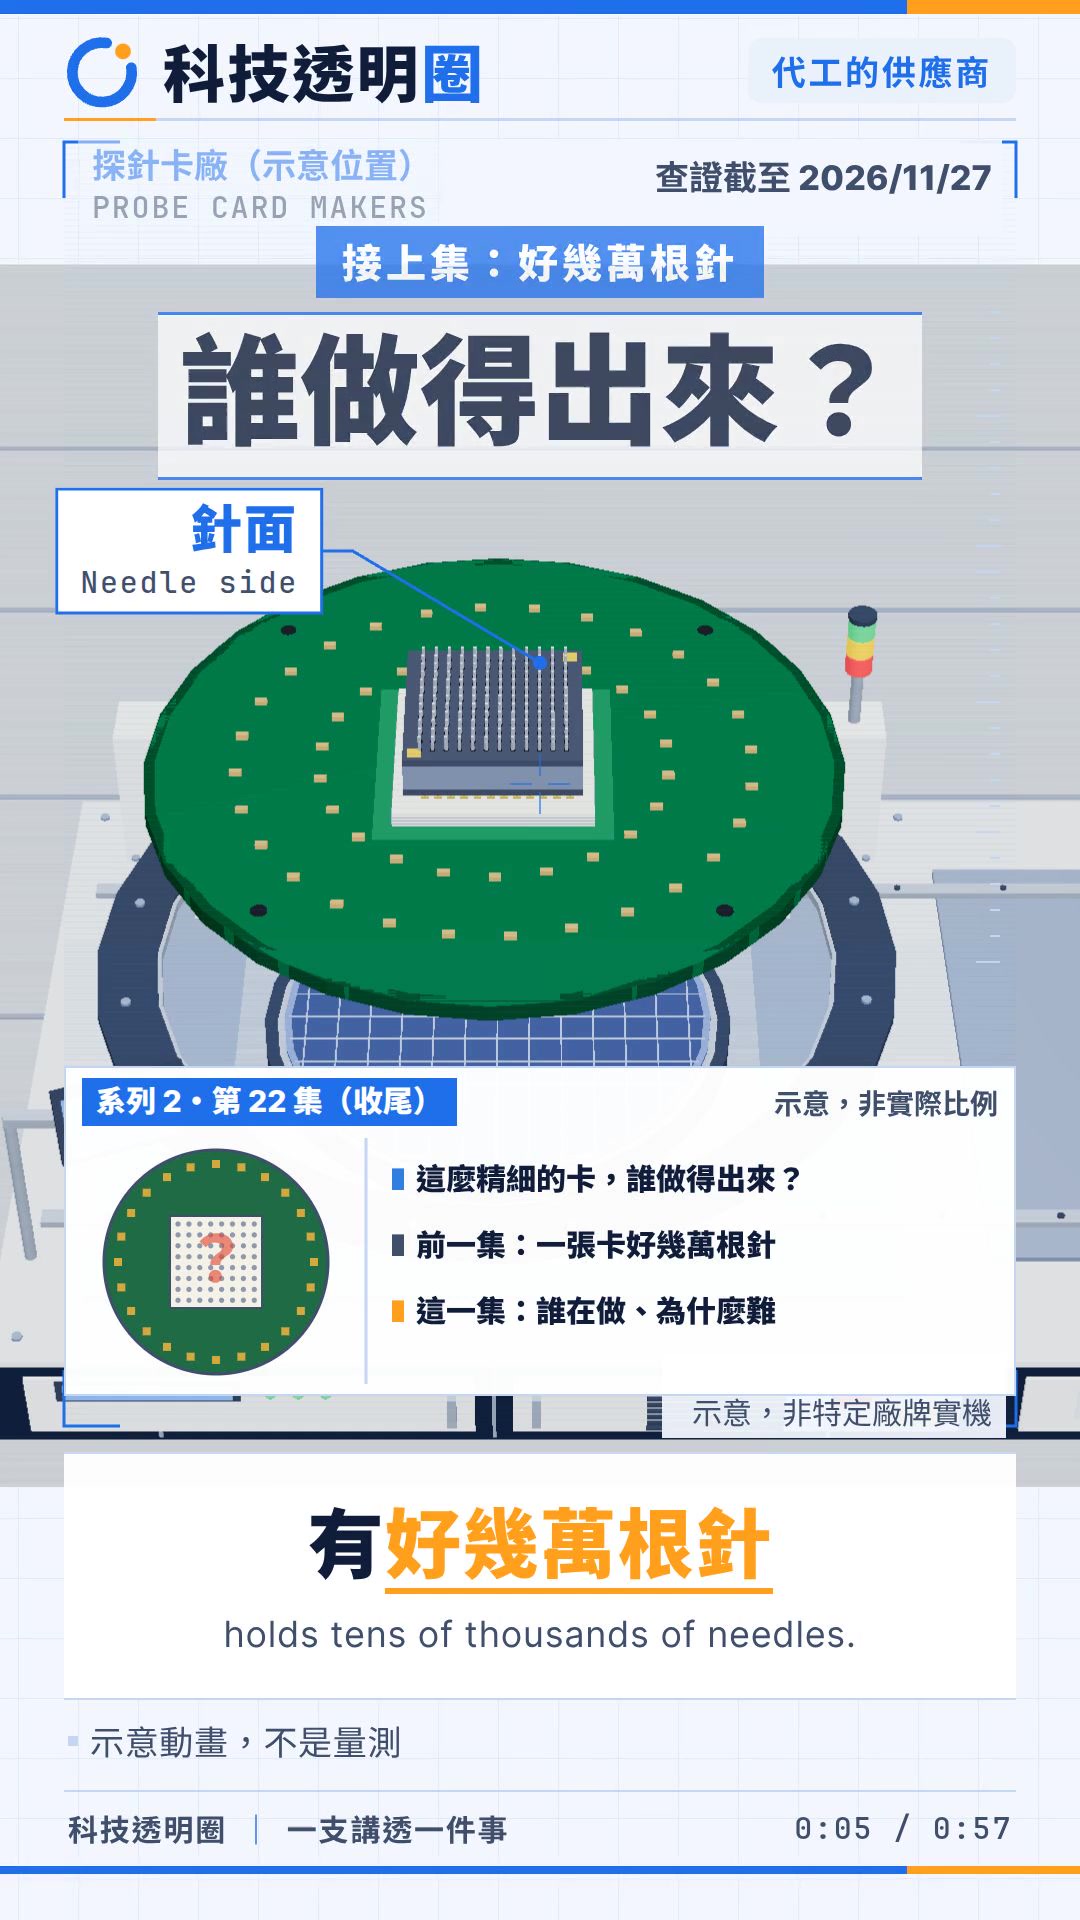 科技透明圈
代工的供應商
探針卡廠（示意位置）
PROBE CARD MAKERS
查證截至 2026/11/27
接上集：好幾萬根針
誰做得出來？
針面
Needle side
系列 2・第 22 集（收尾）
示意，非實際比例
?
這麼精細的卡，誰做得出來？
前一集：一張卡好幾萬根針
這一集：誰在做、為什麼難
示意，非特定廠牌實機
有好幾萬根針
holds tens of thousands of needles.
示意動畫，不是量測
科技透明圈｜一支講透一件事
0:05 / 0:57